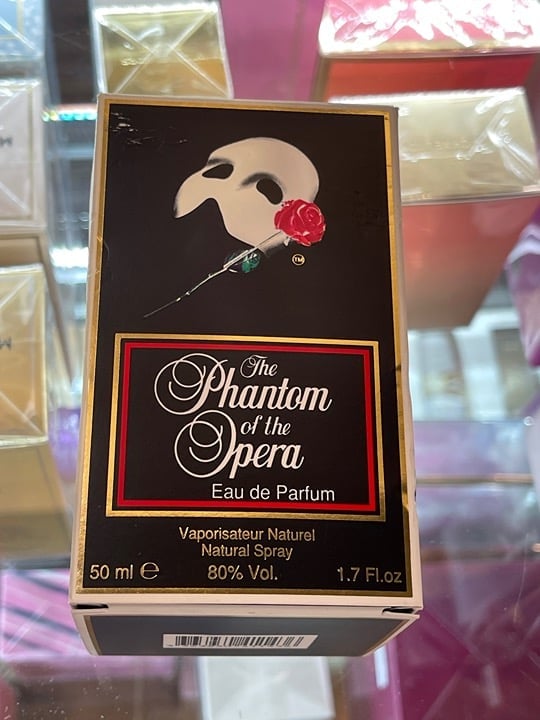 TM
The
Phantom
of the
Opera
Eau de Parfum
Vaporisateur Naturel
Natural Spray
50 ml ℮ 80% Vol. 1.7 Fl.oz